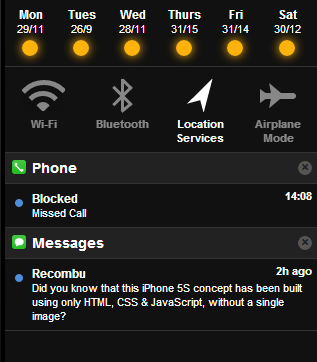 Mon Tues Wed Thurs Fri Sat
29/11 26/9 28/11 31/15 31/14 30/12
Wi-Fi Bluetooth Location Services Airplane Mode
Phone
Blocked 14:08
Missed Call
Messages
Recombu 2h ago
Did you know that this iPhone 5S concept has been built
using only HTML, CSS & JavaScript, without a single
image?